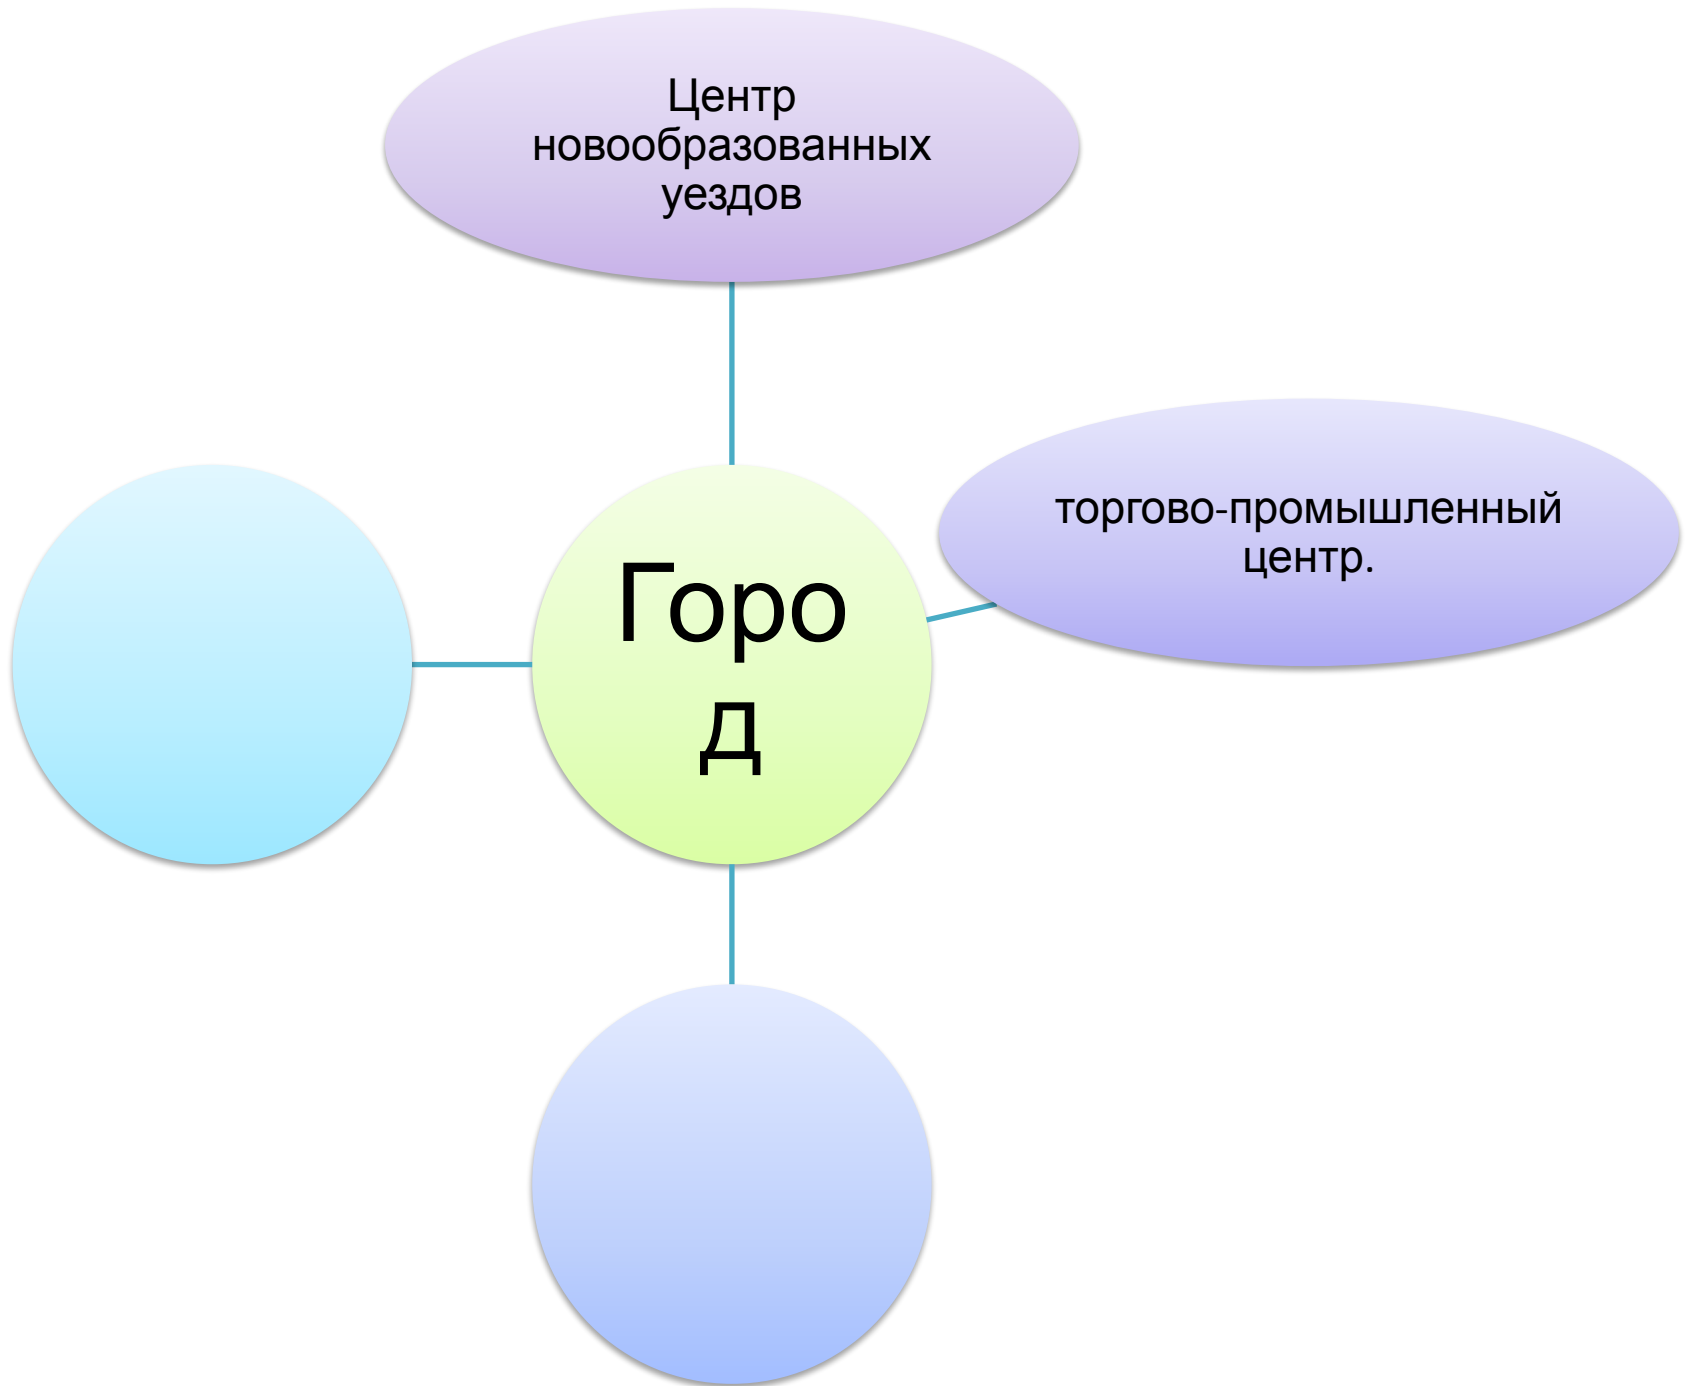 Центр
новообразованных
уездов
торгово-промышленный
центр.
Горо
д